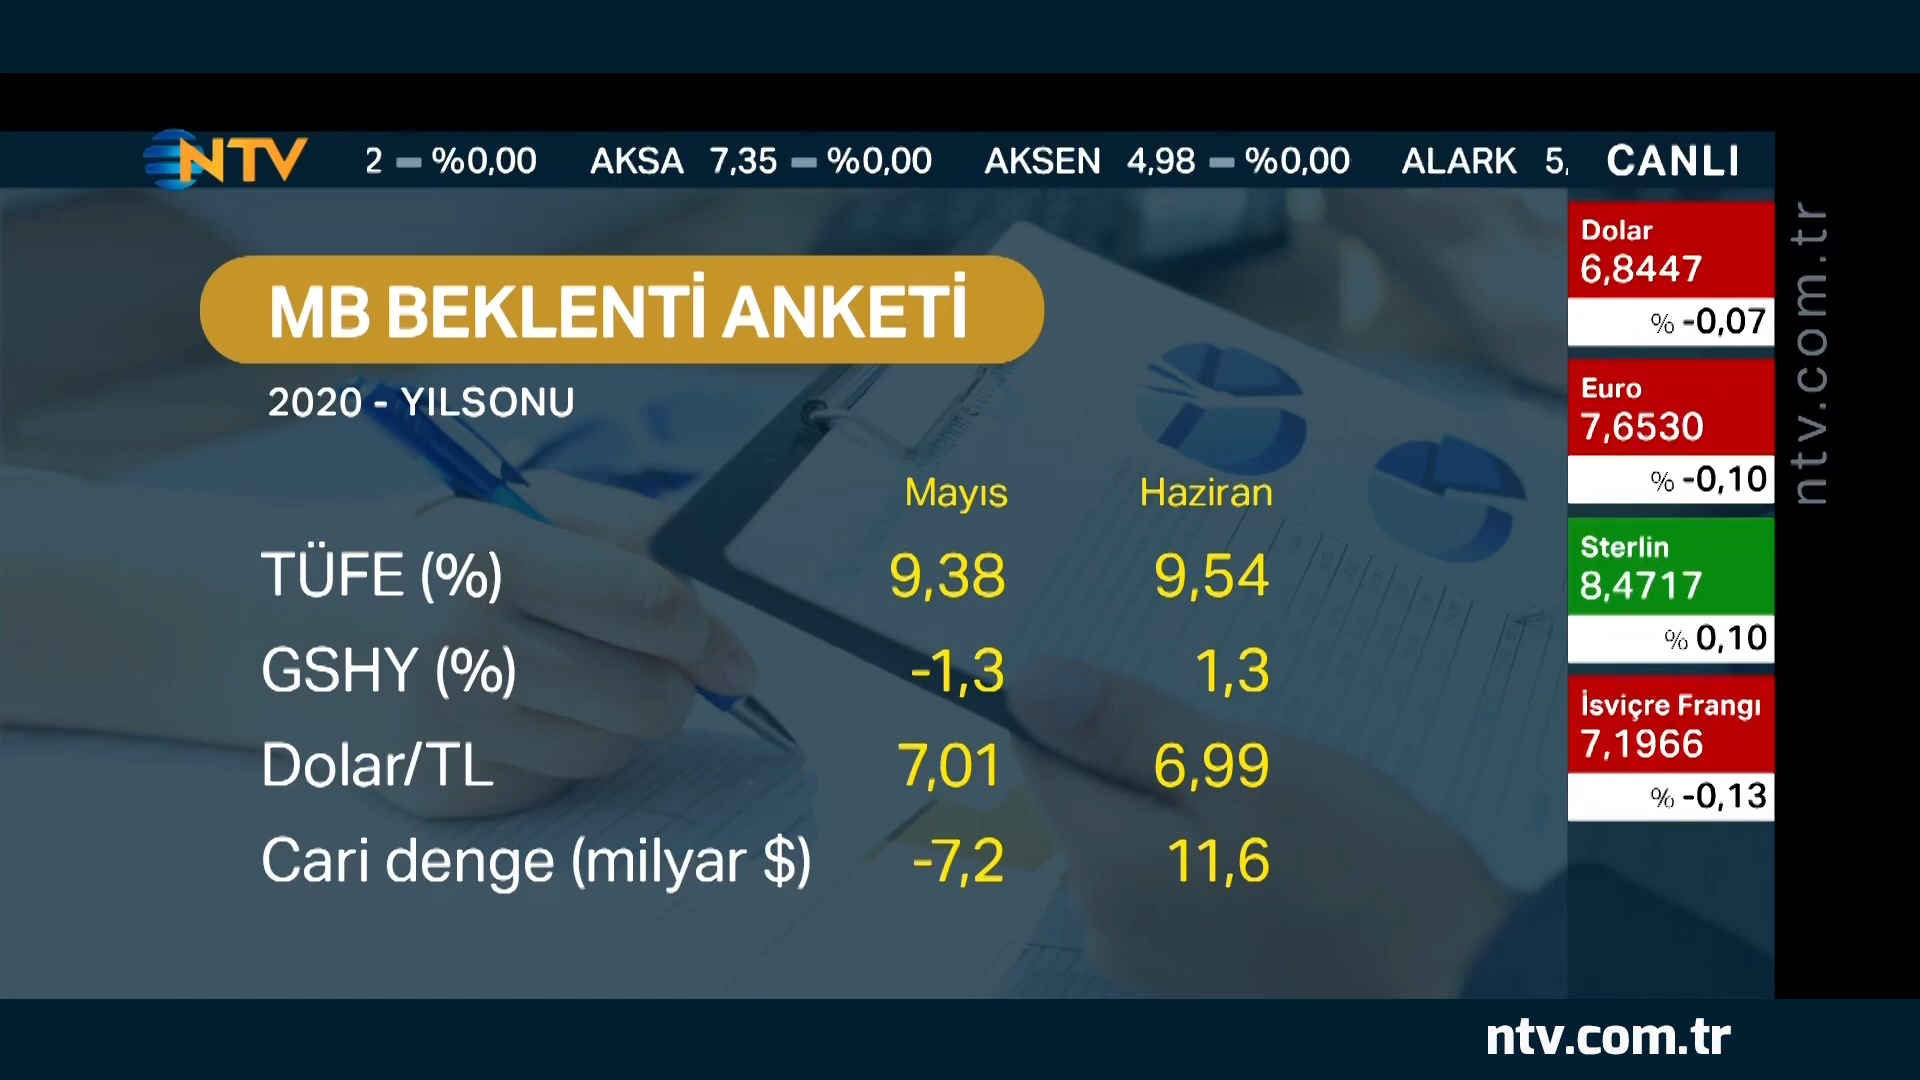 NTV 2 %0,00 AKSA 7,35 %0,00 AKSEN 4,98 %0,00 ALARK 5, CANLI
MB BEKLENTİ ANKETİ
2020 - YILSONU
Mayıs Haziran
TÜFE (%) 9,38 9,54
GSHY (%) -1,3 1,3
Dolar/TL 7,01 6,99
Cari denge (milyar $) -7,2 11,6
Dolar
6,8447
% -0,07
Euro
7,6530
% -0,10
Sterlin
8,4717
% 0,10
İsviçre Frangı
7,1966
% -0,13
ntv.com.tr
ntv.com.tr